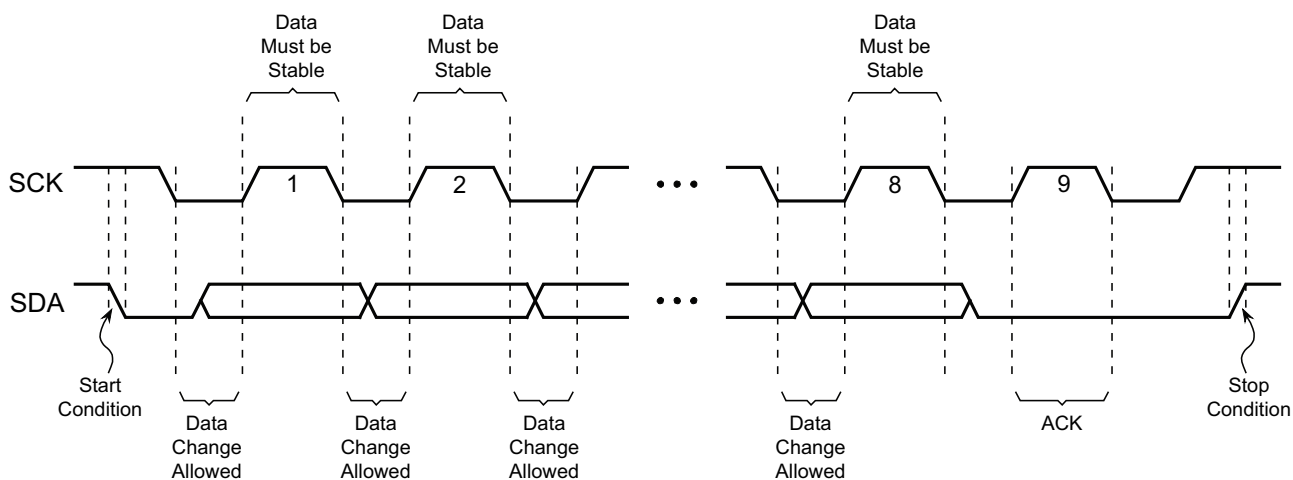 Data
Must be
Stable
Data
Must be
Stable
Data
Must be
Stable
SCK
1
2
8
9
SDA
Start
Condition
Data
Change
Allowed
Data
Change
Allowed
Data
Change
Allowed
Data
Change
Allowed
ACK
Stop
Condition